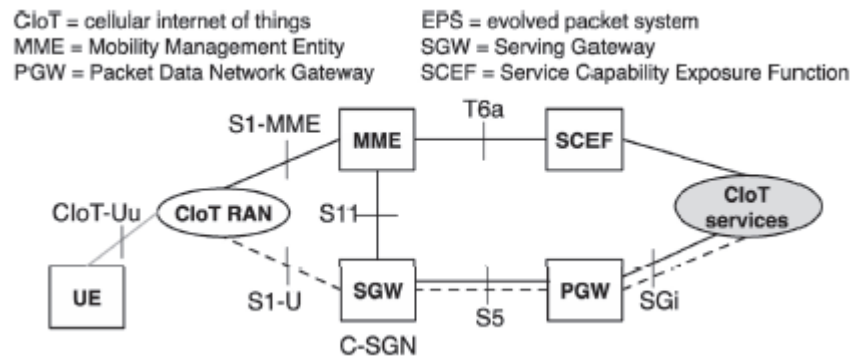 CIoT = cellular internet of things
EPS = evolved packet system
MME = Mobility Management Entity
SGW = Serving Gateway
PGW = Packet Data Network Gateway
SCEF = Service Capability Exposure Function
T6a
S1-MME
MME
SCEF
CIoT
services
CIoT-Uu
CIoT RAN
S11
UE
S1-U
SGW
S5
PGW
SGi
C-SGN